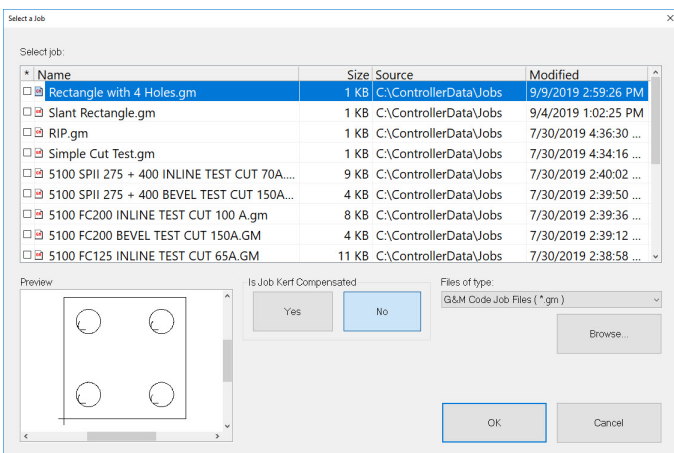 Select a Job
Select job:
* Name Size Source Modified
Rectangle with 4 Holes.gm 1 KB C:\ControllerData\Jobs 9/9/2019 2:59:26 PM
Slant Rectangle.gm 1 KB C:\ControllerData\Jobs 9/4/2019 1:02:25 PM
RIP.gm 1 KB C:\ControllerData\Jobs 7/30/2019 4:36:30 ...
Simple Cut Test.gm 1 KB C:\ControllerData\Jobs 7/30/2019 4:34:16 ...
5100 SPII 275 + 400 INLINE TEST CUT 70A.... 9 KB C:\ControllerData\Jobs 7/30/2019 2:40:02 ...
5100 SPII 275 + 400 BEVEL TEST CUT 150A... 4 KB C:\ControllerData\Jobs 7/30/2019 2:39:50 ...
5100 FC200 INLINE TEST CUT 100 A.gm 8 KB C:\ControllerData\Jobs 7/30/2019 2:39:36 ...
5100 FC200 BEVEL TEST CUT 150A.GM 4 KB C:\ControllerData\Jobs 7/30/2019 2:39:12 ...
5100 FC125 INLINE TEST CUT 65A.GM 11 KB C:\ControllerData\Jobs 7/30/2019 2:38:58 ...
Preview Is Job Kerf Compensated Files of type:
Yes No G&M Code Job Files ( *.gm )
Browse...
OK Cancel